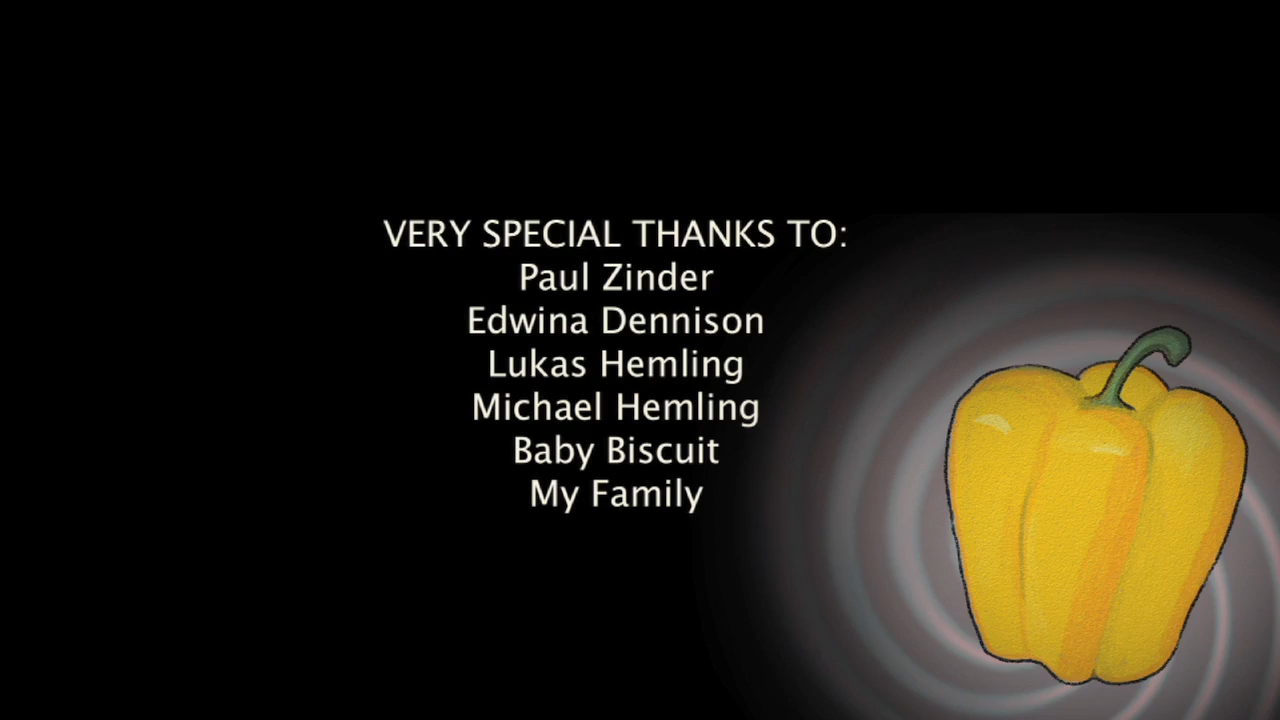 VERY SPECIAL THANKS TO:
Paul Zinder
Edwina Dennison
Lukas Hemling
Michael Hemling
Baby Biscuit
My Family